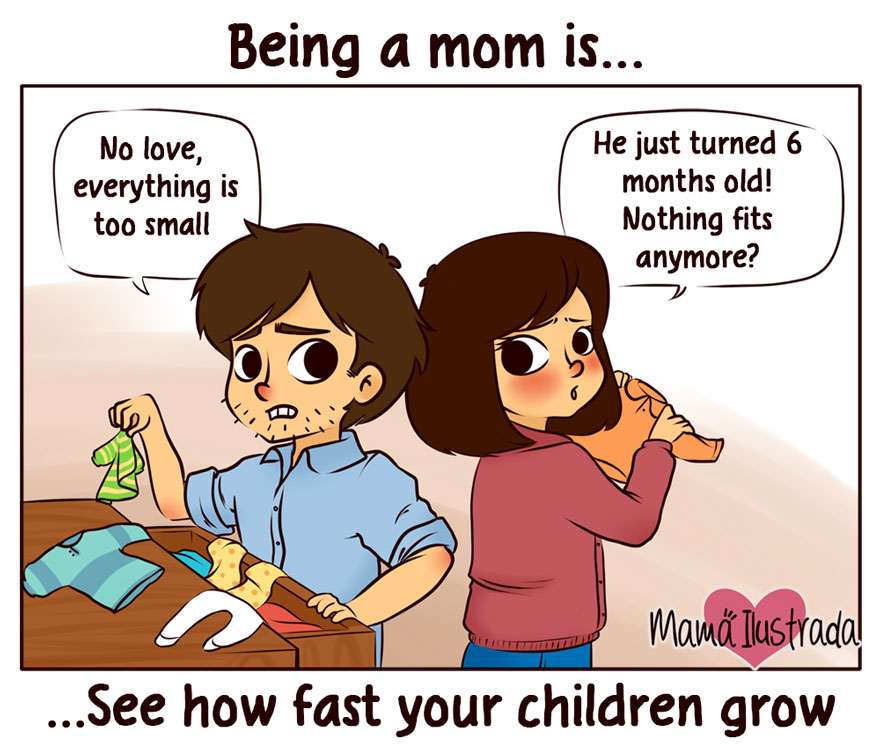 Being a mom is...
No love,
everything is
too small
He just turned 6
months old!
Nothing fits
anymore?
Mamá Ilustrada
...See how fast your children grow